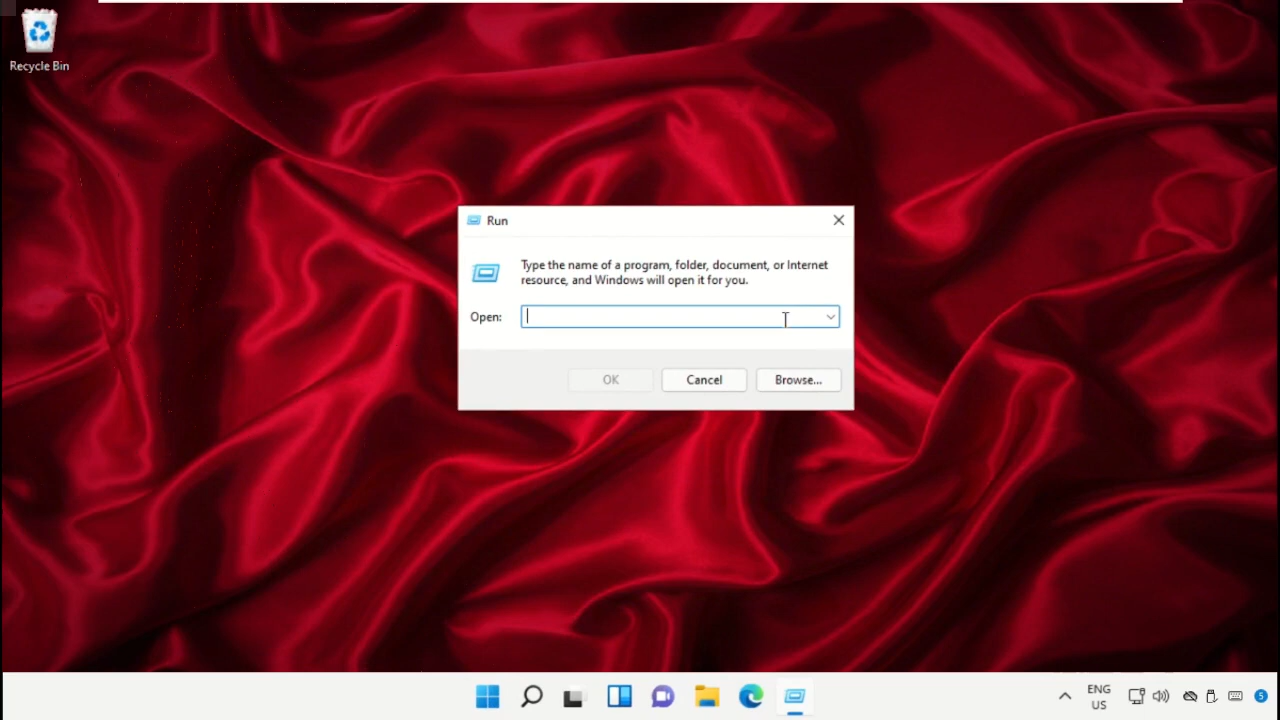 Recycle Bin
Run
Type the name of a program, folder, document, or Internet
resource, and Windows will open it for you.
Open:
OK
Cancel
Browse...
ENG
US
5